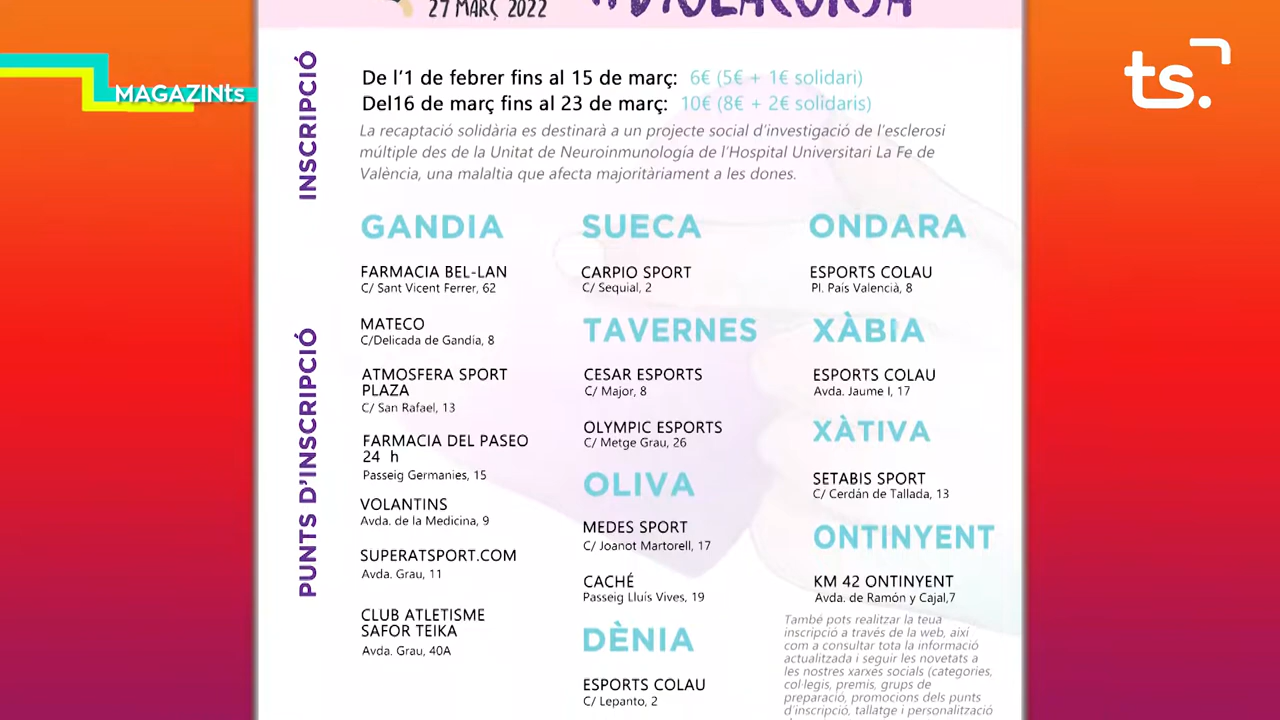 27 MARÇ 2022
MAGAZINts
ts.
INSCRIPCIÓ
De l'1 de febrer fins al 15 de març: 6€ (5€ + 1€ solidari)
Del16 de març fins al 23 de març: 10€ (8€ + 2€ solidaris)
La recaptació solidària es destinarà a un projecte social d'investigació de l'esclerosi
múltiple des de la Unitat de Neuroinmunología de l'Hospital Universitari La Fe de
València, una malaltia que afecta majoritàriament a les dones.
PUNTS D'INSCRIPCIÓ
GANDIA
FARMACIA BEL-LAN
C/ Sant Vicent Ferrer, 62
MATECO
C/Delicada de Gandía, 8
ATMOSFERA SPORT
PLAZA
C/ San Rafael, 13
FARMACIA DEL PASEO
24 h
Passeig Germanies, 15
VOLANTINS
Avda. de la Medicina, 9
SUPERATSPORT.COM
Avda. Grau, 11
CLUB ATLETISME
SAFOR TEIKA
Avda. Grau, 40A
SUECA
CARPIO SPORT
C/ Sequial, 2
TAVERNES
CESAR ESPORTS
C/ Major, 8
OLYMPIC ESPORTS
C/ Metge Grau, 26
OLIVA
MEDES SPORT
C/ Joanot Martorell, 17
CACHÉ
Passeig Lluís Vives, 19
DÈNIA
ESPORTS COLAU
C/ Lepanto, 2
ONDARA
ESPORTS COLAU
Pl. País Valencià, 8
XÀBIA
ESPORTS COLAU
Avda. Jaume I, 17
XÀTIVA
SETABIS SPORT
C/ Cerdán de Tallada, 13
ONTINYENT
KM 42 ONTINYENT
Avda. de Ramón y Cajal,7
També pots realitzar la teua
inscripció a través de la web, així
com a consultar tota la informació
actualitzada i seguir les novetats a
les nostres xarxes socials (categories,
col·legis, premis, grups de
preparació, promocions dels punts
d'inscripció, tallatge i personalització